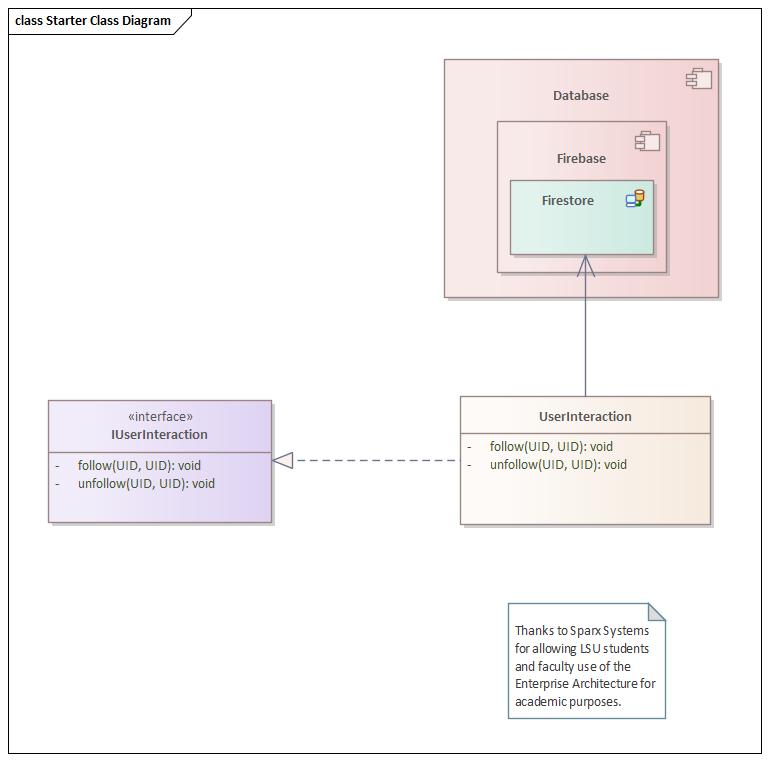 class Starter Class Diagram
Database
Firebase
Firestore
«interface»
IUserInteraction
- follow(UID, UID): void
- unfollow(UID, UID): void
UserInteraction
- follow(UID, UID): void
- unfollow(UID, UID): void
Thanks to Sparx Systems
for allowing LSU students
and faculty use of the
Enterprise Architecture for
academic purposes.